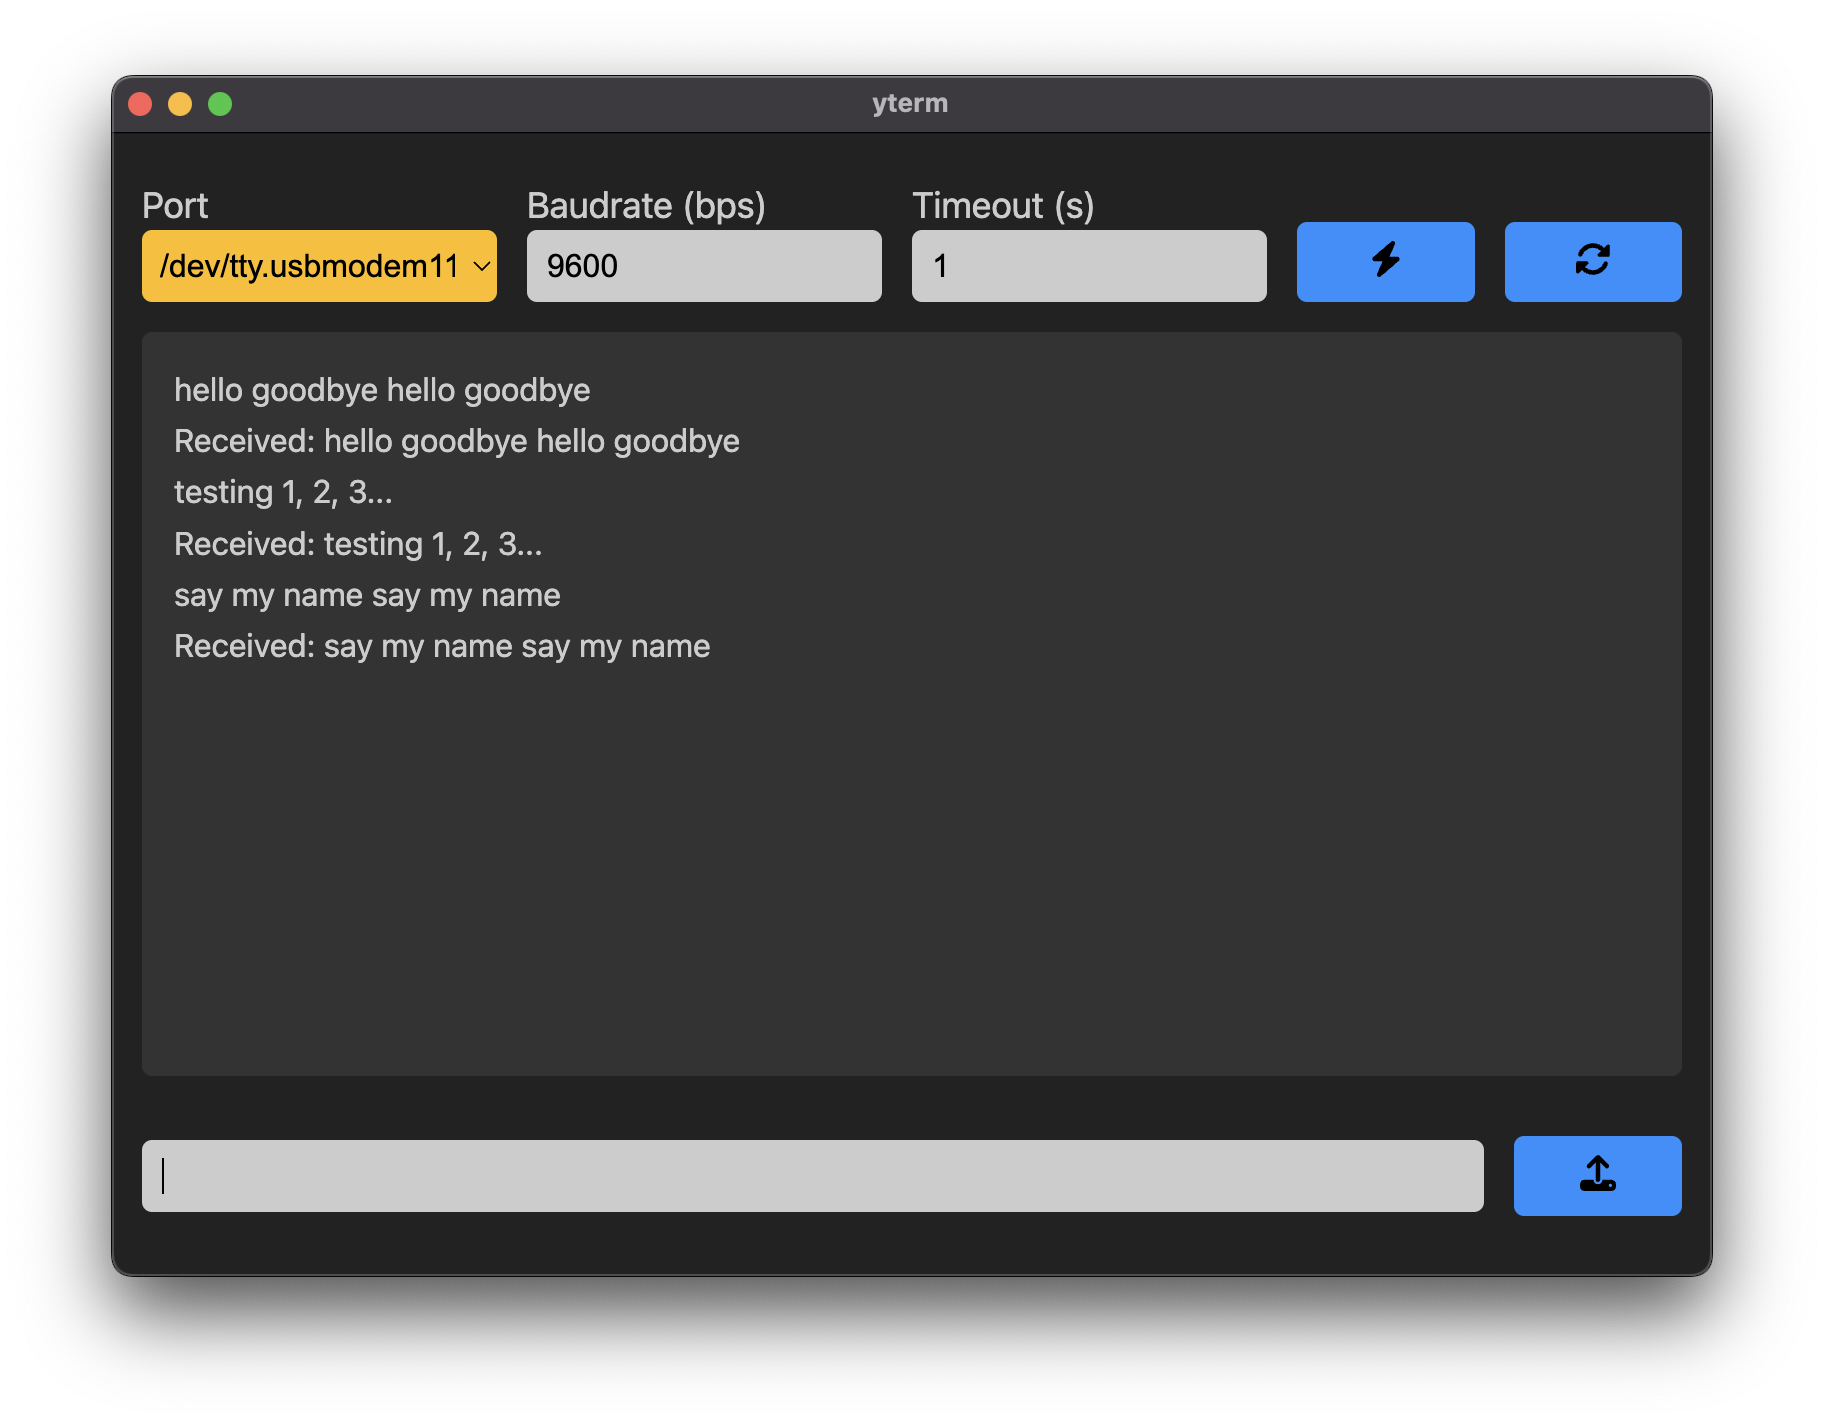 yterm
Port
Baudrate (bps)
Timeout (s)
/dev/tty.usbmodem11
9600
1
hello goodbye hello goodbye
Received: hello goodbye hello goodbye
testing 1, 2, 3...
Received: testing 1, 2, 3...
say my name say my name
Received: say my name say my name